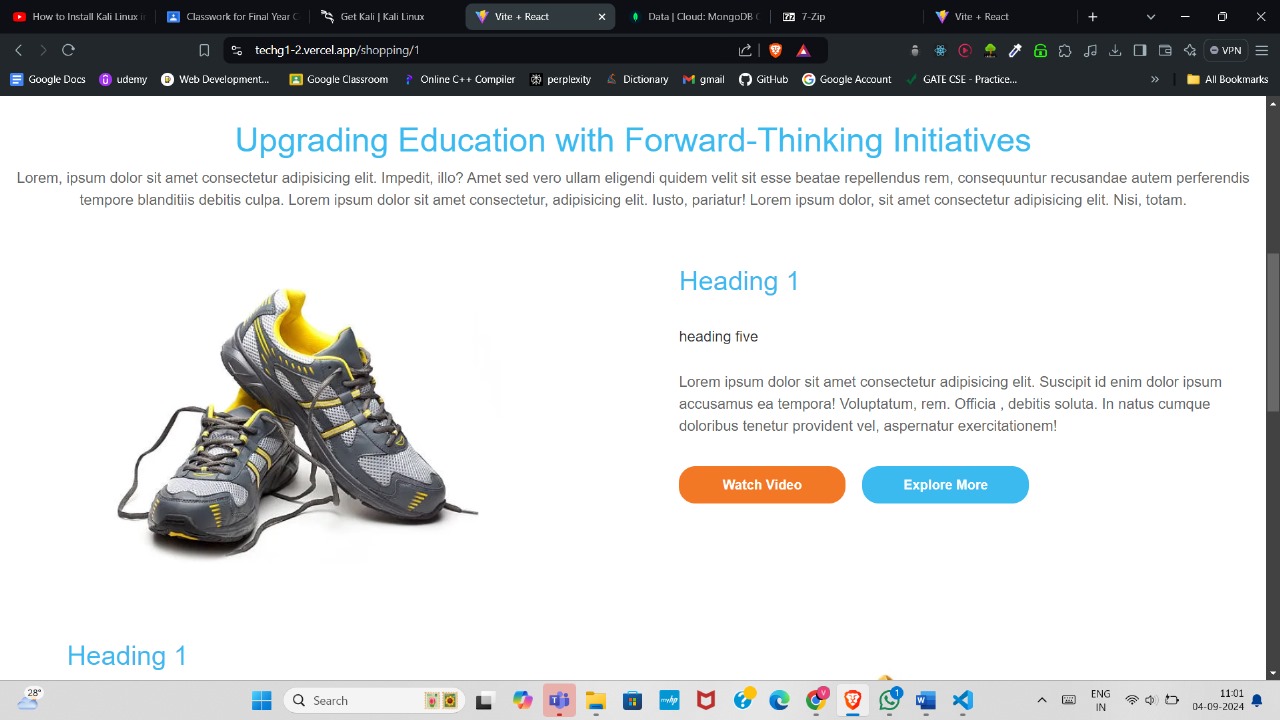 How to Install Kali Linux in
Classwork for Final Year C
Get Kali | Kali Linux
Vite + React
Data | Cloud: MongoDB C
7-Zip
Vite + React
techg1-2.vercel.app/shopping/1
VPN
Google Docs
udemy
Web Development...
Google Classroom
Online C++ Compiler
perplexity
Dictionary
gmail
GitHub
Google Account
GATE CSE - Practice...
All Bookmarks
Upgrading Education with Forward-Thinking Initiatives
Lorem, ipsum dolor sit amet consectetur adipisicing elit. Impedit, illo? Amet sed vero ullam eligendi quidem velit sit esse beatae repellendus rem, consequuntur recusandae autem perferendis
tempore blanditiis debitis culpa. Lorem ipsum dolor sit amet consectetur, adipisicing elit. Iusto, pariatur! Lorem ipsum dolor, sit amet consectetur adipisicing elit. Nisi, totam.
Heading 1
heading five
Lorem ipsum dolor sit amet consectetur adipisicing elit. Suscipit id enim dolor ipsum
accusamus ea tempora! Voluptatum, rem. Officia , debitis soluta. In natus cumque
doloribus tenetur provident vel, aspernatur exercitationem!
Watch Video
Explore More
Heading 1
28°
Search
myhp
1
ENG
IN
11:01
04-09-2024